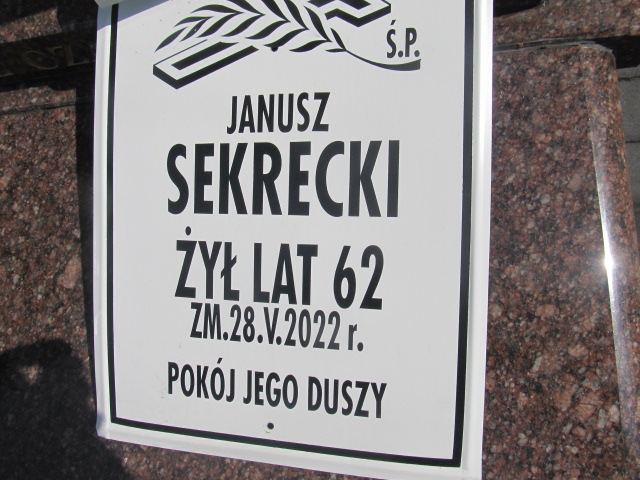 Ś.P.
JANUSZ
SEKRECKI
ŻYŁ LAT 62
ZM.28.V.2022 r.
POKÓJ JEGO DUSZY